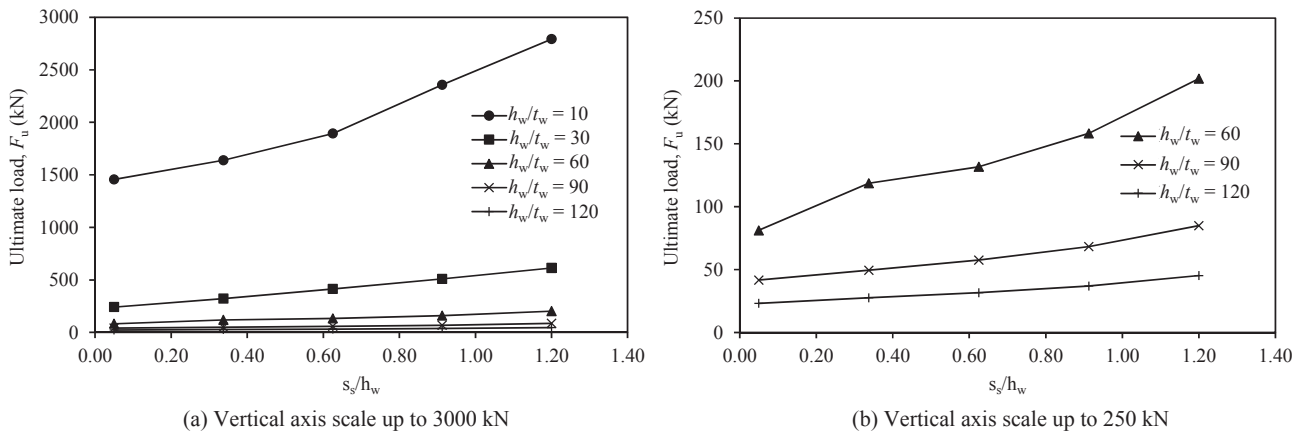 Ultimate load, Fu (kN)
3000
2500
2000
1500
1000
500
0
0.00 0.20 0.40 0.60 0.80 1.00 1.20 1.40
ss/hw
hw/tw = 10
hw/tw = 30
hw/tw = 60
hw/tw = 90
hw/tw = 120
(a) Vertical axis scale up to 3000 kN
Ultimate load, Fu (kN)
250
200
150
100
50
0
0.00 0.20 0.40 0.60 0.80 1.00 1.20 1.40
ss/hw
hw/tw = 60
hw/tw = 90
hw/tw = 120
(b) Vertical axis scale up to 250 kN